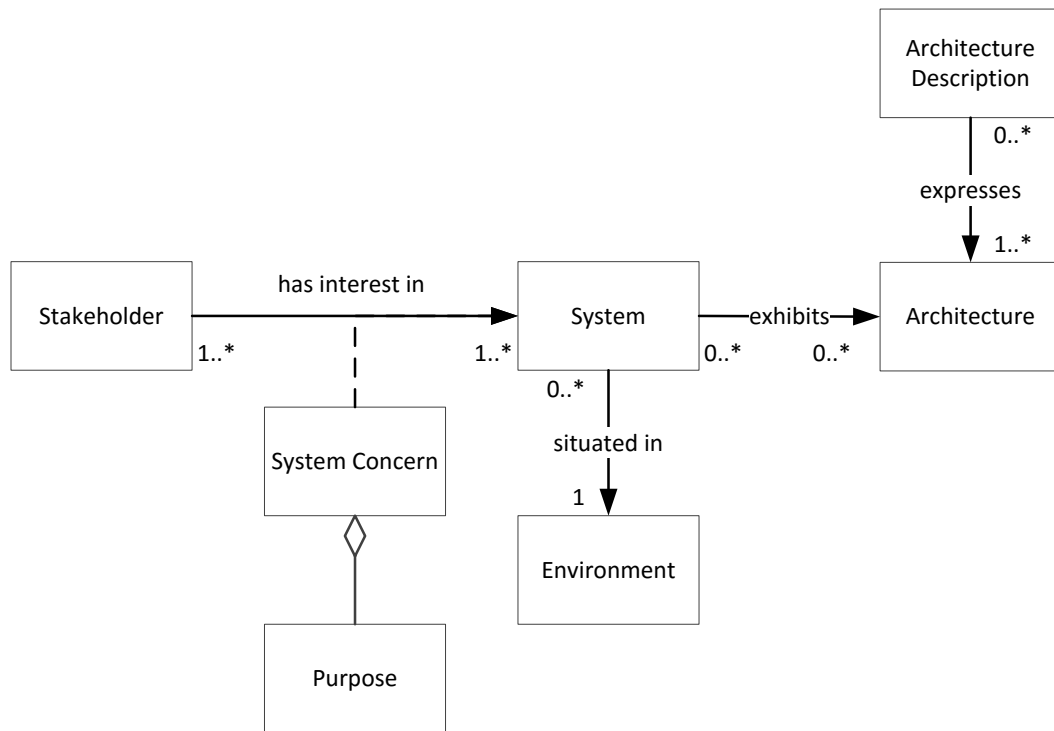 Architecture
Description
0..*
expresses
1..*
has interest in
Stakeholder
System
exhibits
Architecture
1..*
1..*
0..*
0..*
0..*
situated in
System Concern
1
Environment
Purpose